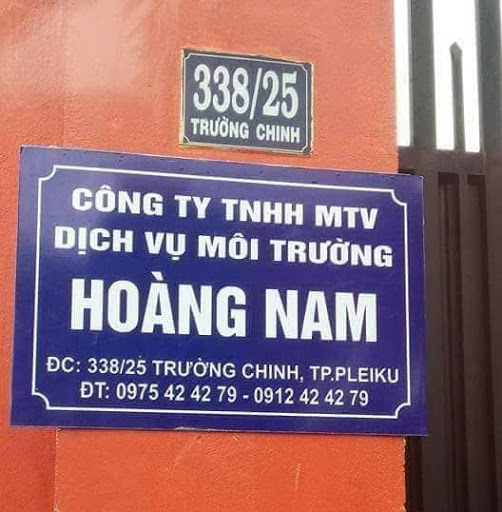 338/25
TRƯỜNG CHINH
CÔNG TY TNHH MTV
DỊCH VỤ MÔI TRƯỜNG
HOÀNG NAM
ĐC: 338/25 TRƯỜNG CHINH, TP.PLEIKU
ĐT: 0975 42 42 79 - 0912 42 42 79